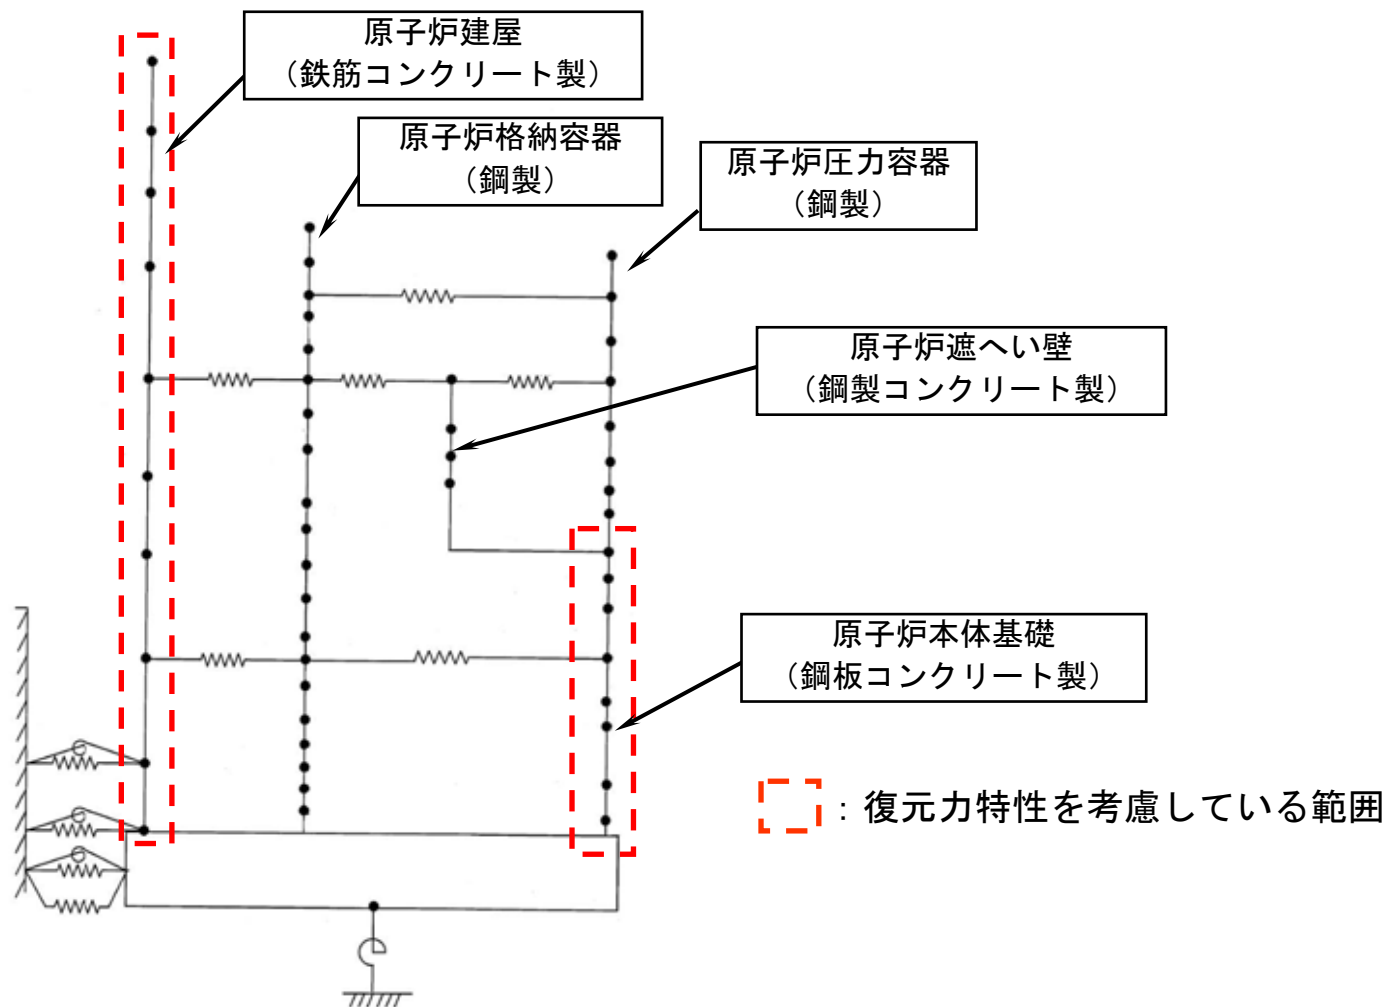 原子炉建屋
（鉄筋コンクリート製）
原子炉格納容器
（鋼製）
原子炉圧力容器
（鋼製）
原子炉遮へい壁
（鋼製コンクリート製）
原子炉本体基礎
（鋼板コンクリート製）
：復元力特性を考慮している範囲